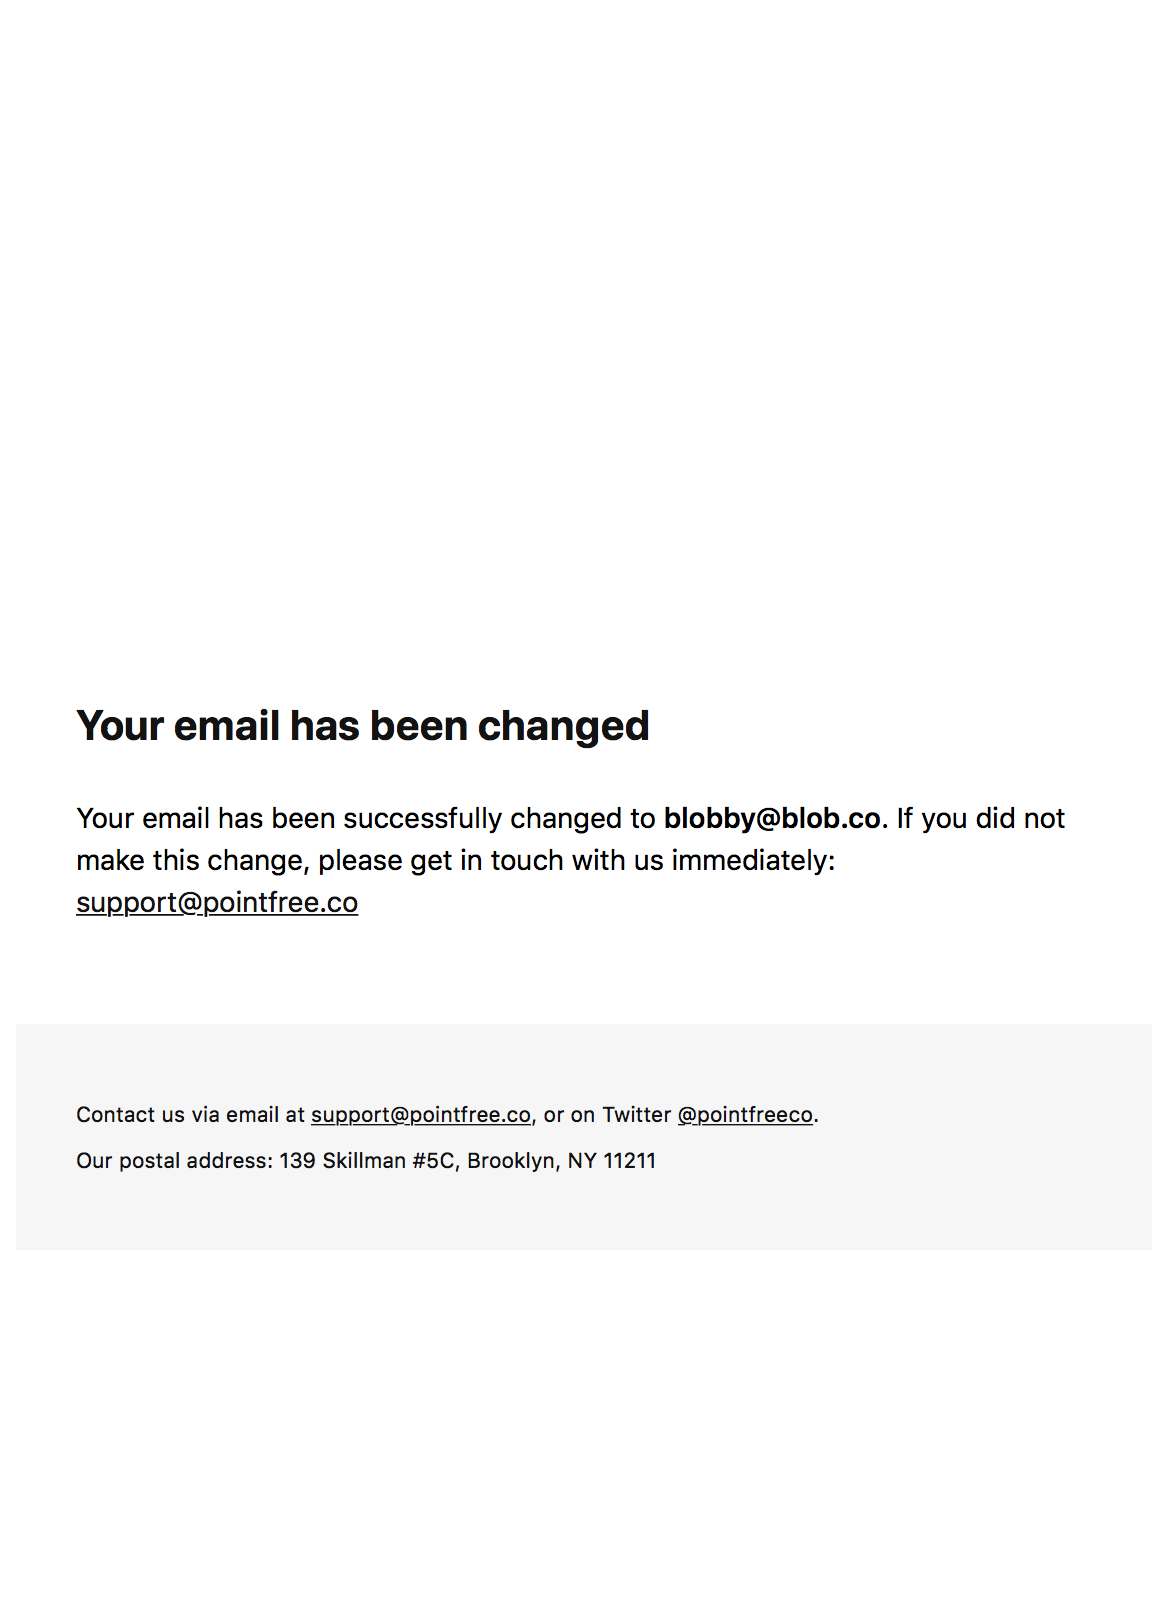 Your email has been changed
Your email has been successfully changed to blobby@blob.co. If you did not
make this change, please get in touch with us immediately:
support@pointfree.co
Contact us via email at support@pointfree.co, or on Twitter @pointfreeco.
Our postal address: 139 Skillman #5C, Brooklyn, NY 11211